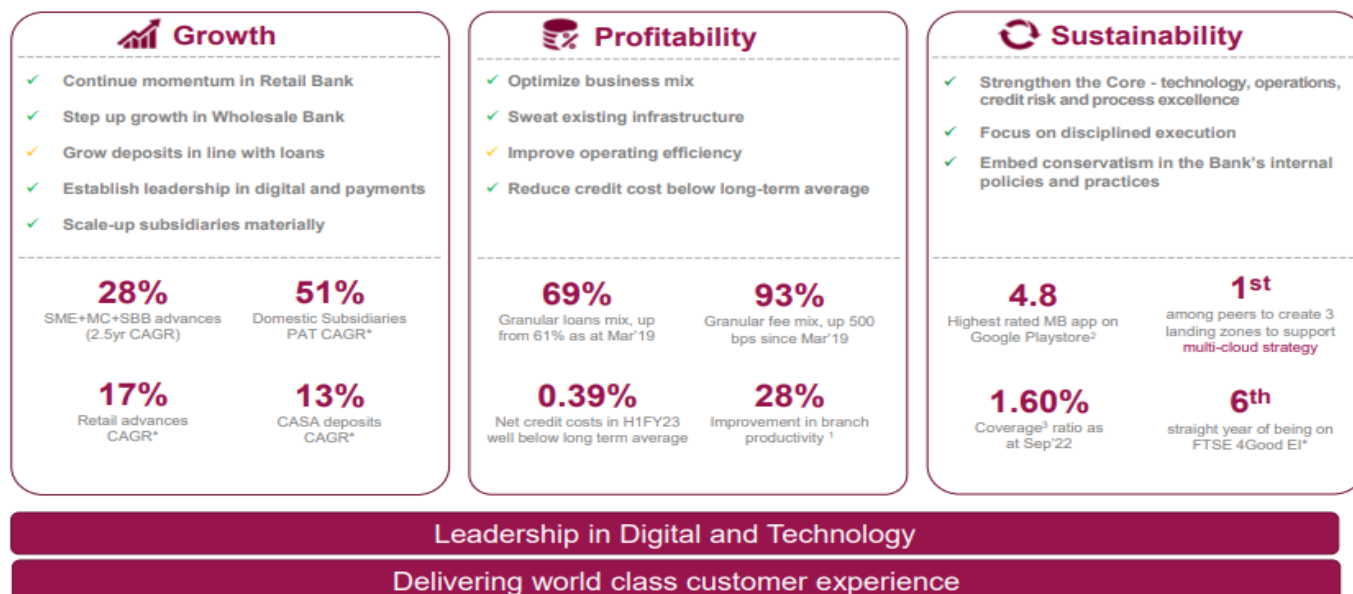 Growth
Continue momentum in Retail Bank
Step up growth in Wholesale Bank
Grow deposits in line with loans
Establish leadership in digital and payments
Scale-up subsidiaries materially
28%
SME+MC+SBB advances
(2.5yr CAGR)
51%
Domestic Subsidiaries
PAT CAGR*
17%
Retail advances
CAGR*
13%
CASA deposits
CAGR*
Profitability
Optimize business mix
Sweat existing infrastructure
Improve operating efficiency
Reduce credit cost below long-term average
69%
Granular loans mix, up
from 61% as at Mar'19
93%
Granular fee mix, up 500
bps since Mar'19
0.39%
Net credit costs in H1FY23
well below long term average
28%
Improvement in branch
productivity ¹
Sustainability
Strengthen the Core - technology, operations,
credit risk and process excellence
Focus on disciplined execution
Embed conservatism in the Bank's internal
policies and practices
4.8
Highest rated MB app on
Google Playstore²
1st
among peers to create 3
landing zones to support
multi-cloud strategy
1.60%
Coverage³ ratio as
at Sep'22
6th
straight year of being on
FTSE 4Good EI*
Leadership in Digital and Technology
Delivering world class customer experience